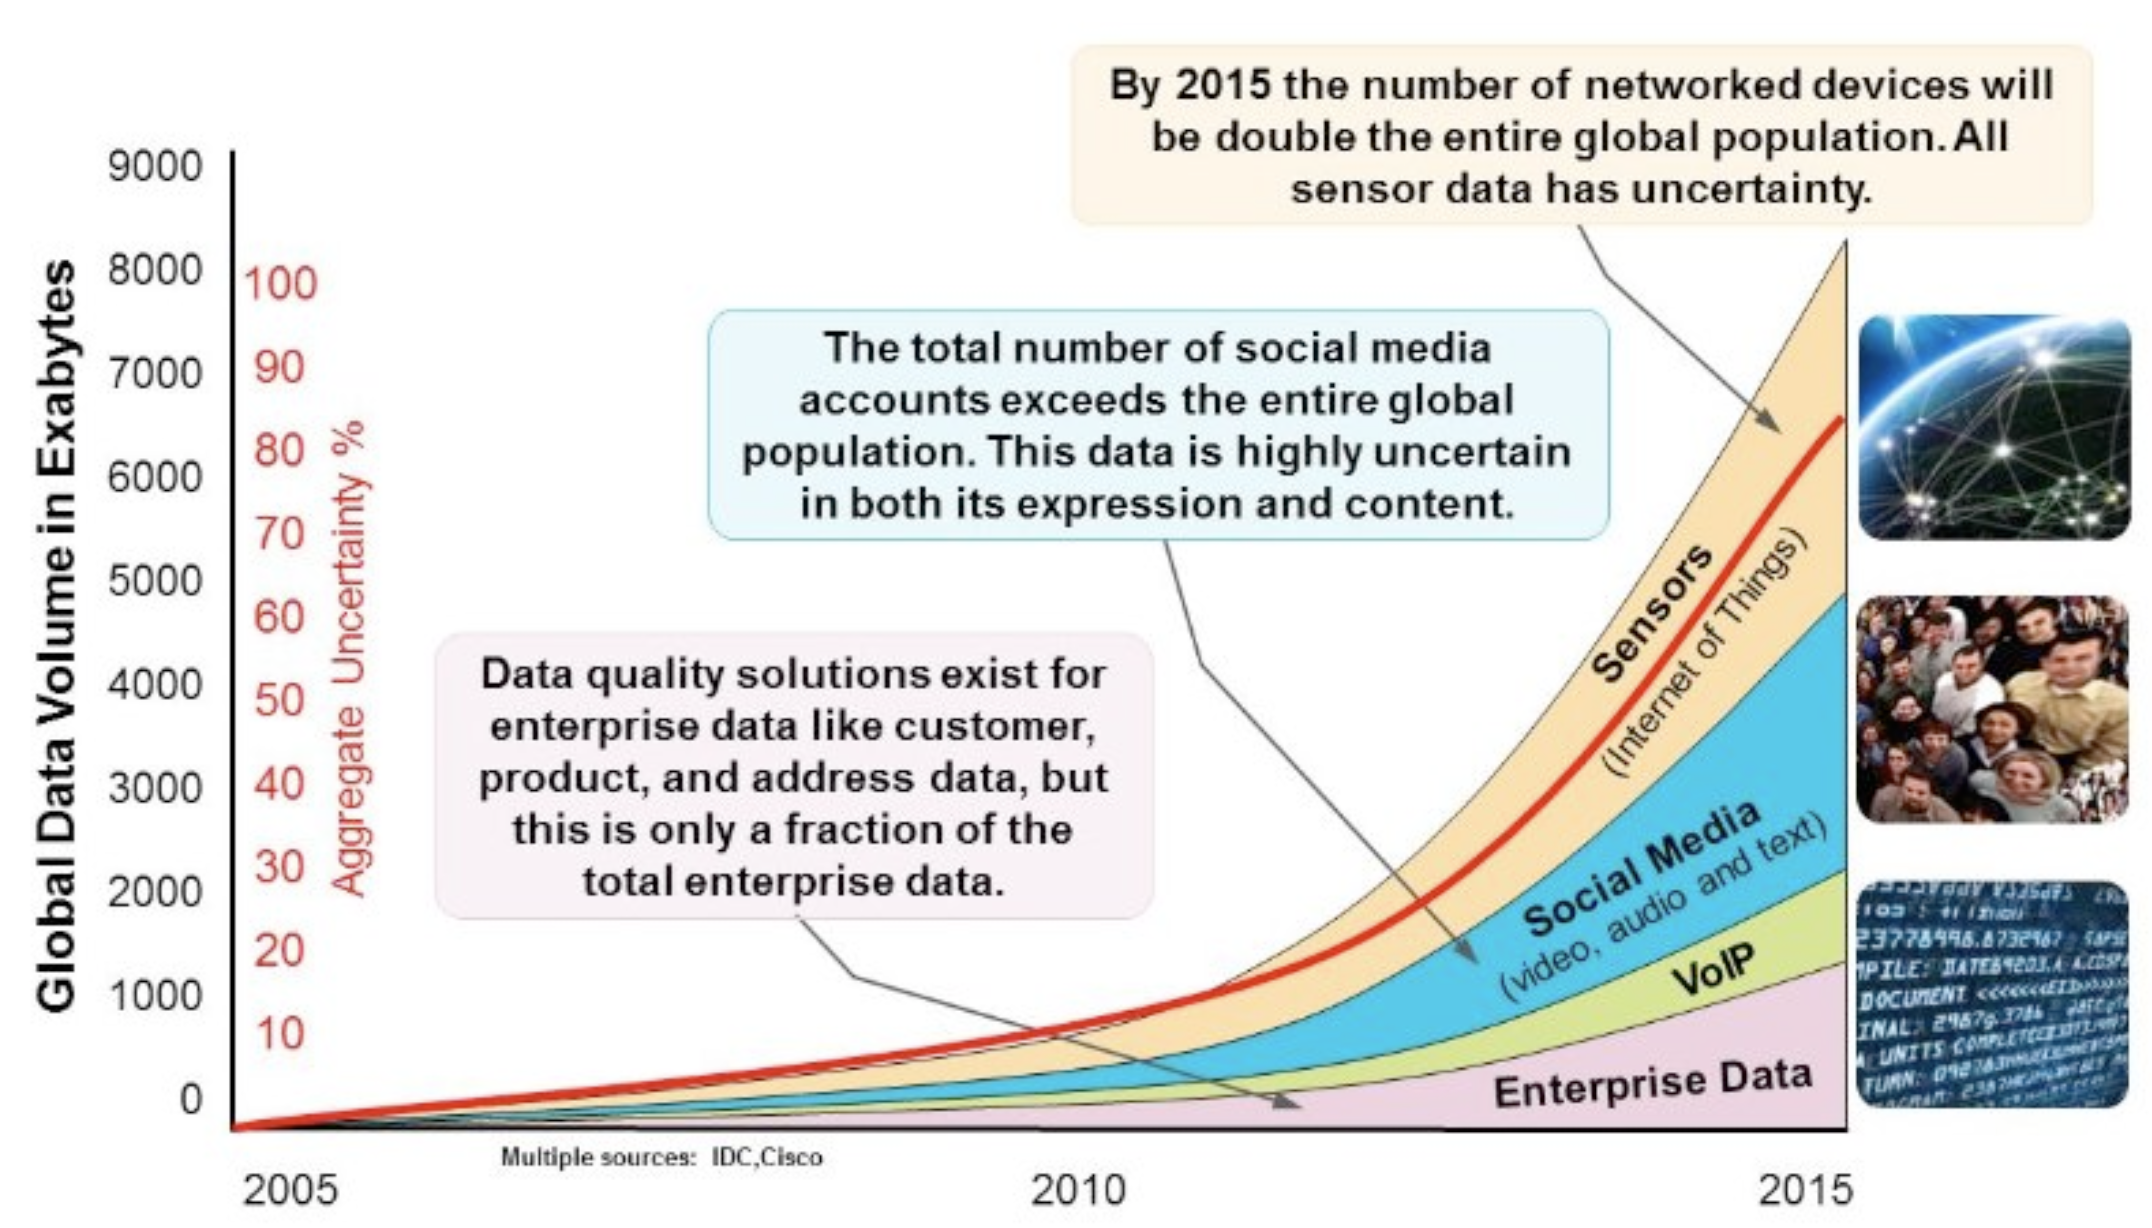 By 2015 the number of networked devices will
be double the entire global population. All
sensor data has uncertainty.
The total number of social media
accounts exceeds the entire global
population. This data is highly uncertain
in both its expression and content.
Data quality solutions exist for
enterprise data like customer,
product, and address data, but
this is only a fraction of the
total enterprise data.
Global Data Volume in Exabytes
9000
8000
7000
6000
5000
4000
3000
2000
1000
0
Aggregate Uncertainty %
100
90
80
70
60
50
40
30
20
10
Sensors
(Internet of Things)
Social Media
(video, audio and text)
VoIP
Enterprise Data
DOCUMENT
UNITS COMPLETE
Multiple sources: IDC,Cisco
2005
2010
2015